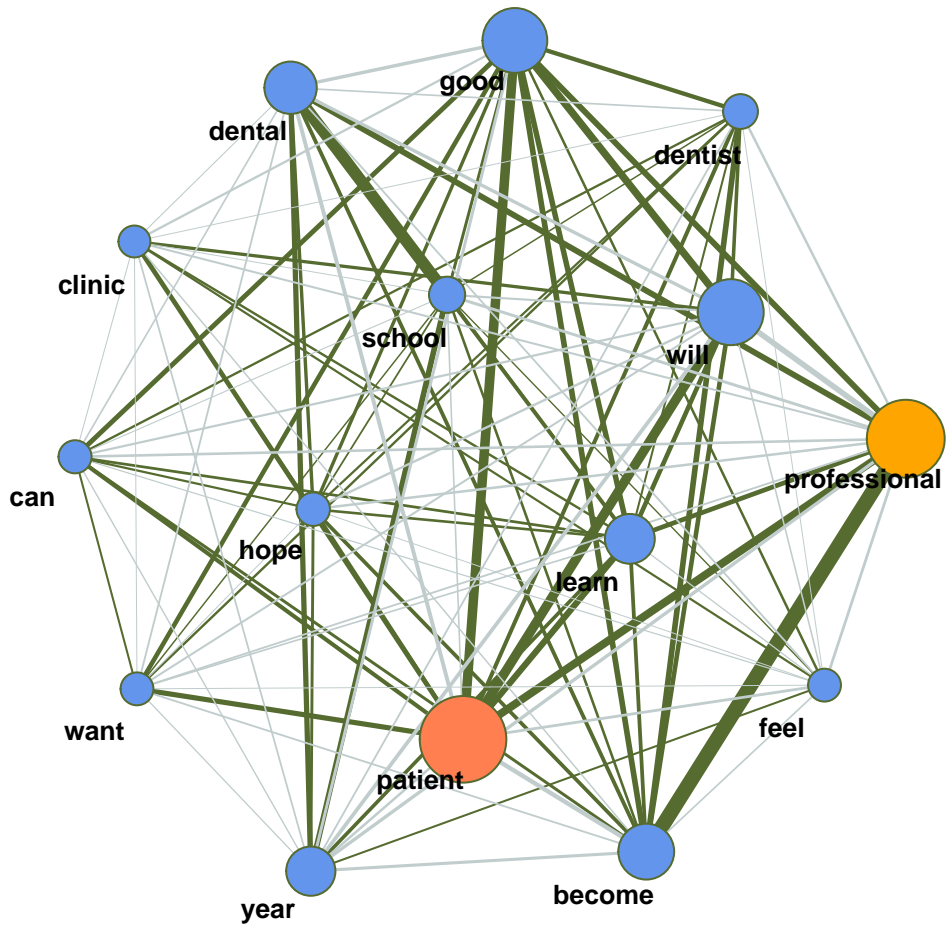 good
dental
dentist
clinic
school
will
professional
can
hope
learn
want
feel
patient
become
year